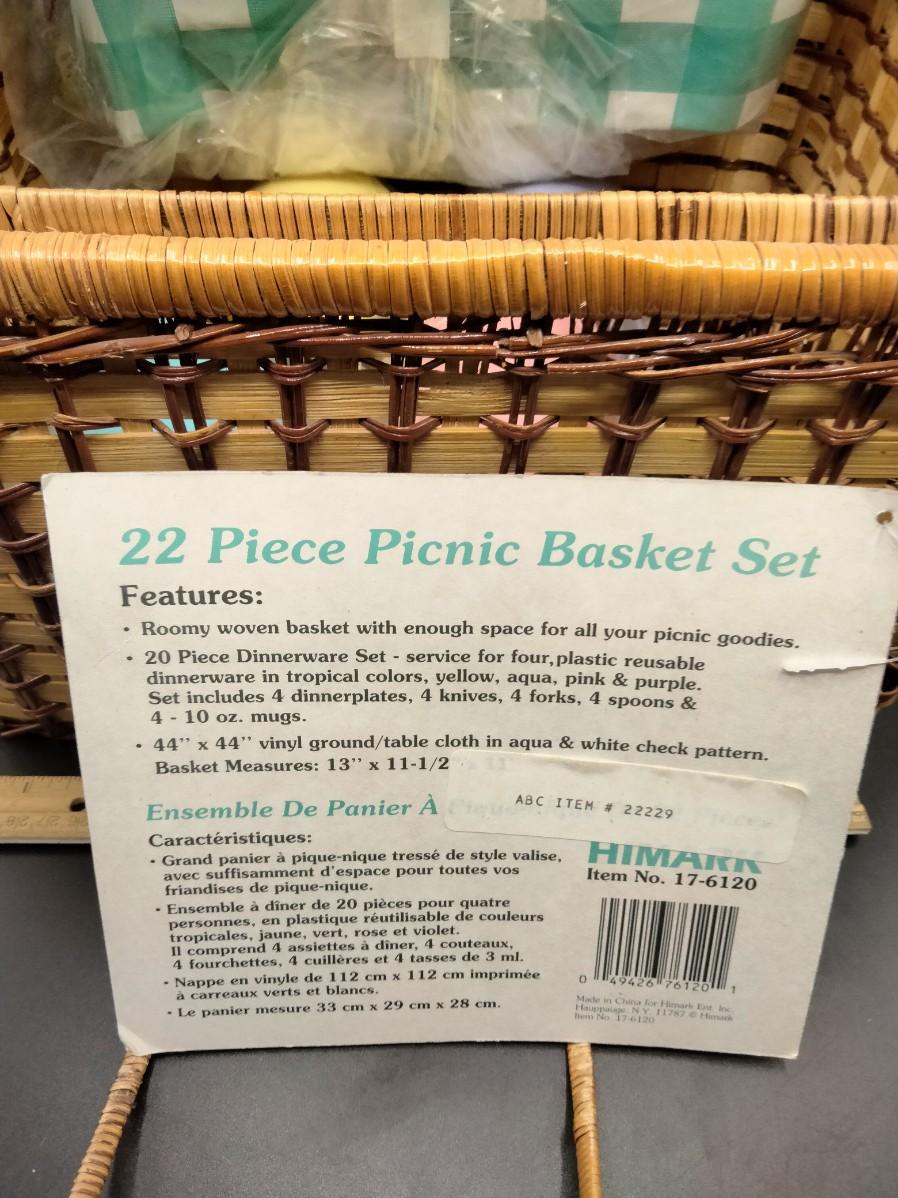 22 Piece Picnic Basket Set
Features:
• Roomy woven basket with enough space for all your picnic goodies.
• 20 Piece Dinnerware Set - service for four, plastic reusable
dinnerware in tropical colors, yellow, aqua, pink & purple.
Set includes 4 dinnerplates, 4 knives, 4 forks, 4 spoons &
4 - 10 oz. mugs.
• 44'' x 44'' vinyl ground/table cloth in aqua & white check pattern.
Basket Measures: 13'' x 11-1/2 x 11''
ABC ITEM # 22229
Ensemble De Panier À
Caractéristiques:
• Grand panier à pique-nique tressé de style valise,
avec suffisamment d'espace pour toutes vos
friandises de pique-nique.
• Ensemble à dîner de 20 pièces pour quatre
personnes, en plastique réutilisable de couleurs
tropicales, jaune, vert, rose et violet.
Il comprend 4 assiettes à dîner, 4 couteaux,
4 fourchettes, 4 cuillères et 4 tasses de 3 ml.
• Nappe en vinyle de 112 cm x 112 cm imprimée
à carreaux verts et blancs.
• Le panier mesure 33 cm x 29 cm x 28 cm.
HIMARK
Item No. 17-6120
0 49426 76120 1
Made in China for Himark Ent. Inc.
Hauppauge, N.Y. 11787 © Himark
Item No. 17-6120